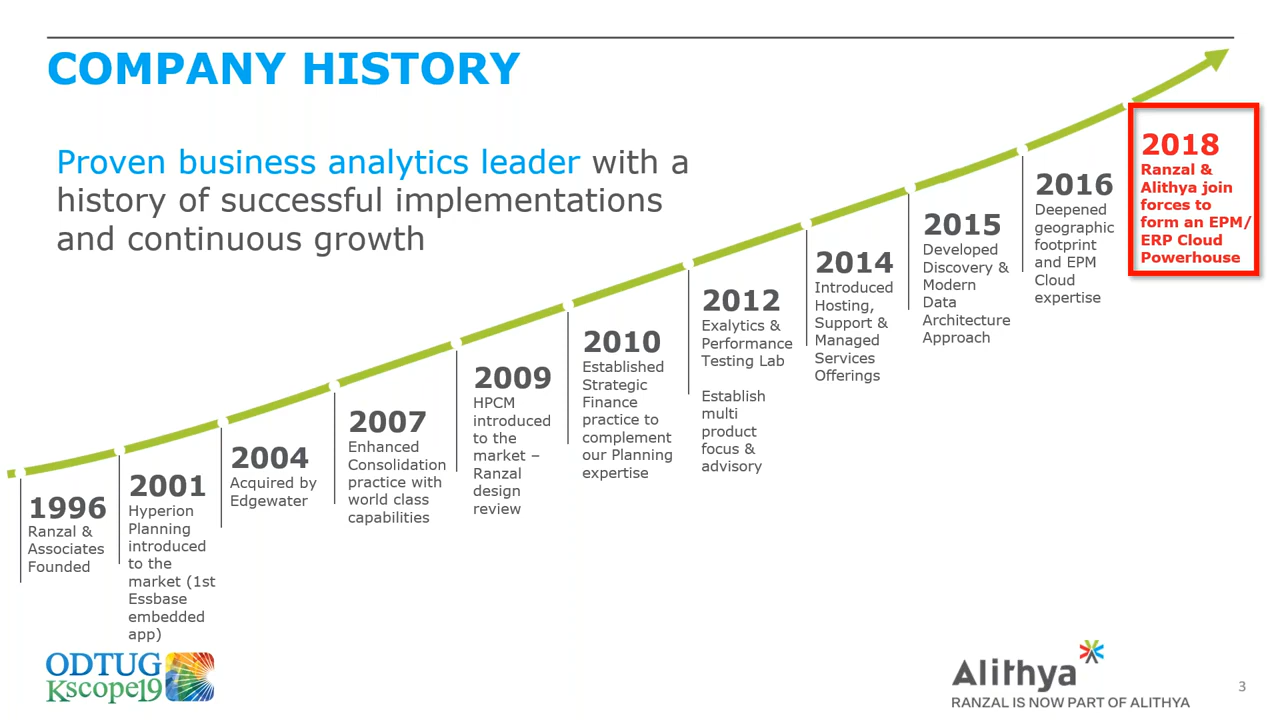 COMPANY HISTORY
Proven business analytics leader with a
history of successful implementations
and continuous growth
1996
Ranzal &
Associates
Founded
2001
Hyperion
Planning
introduced
to the
market (1st
Essbase
embedded
app)
2004
Acquired by
Edgewater
2007
Enhanced
Consolidation
practice with
world class
capabilities
2009
HPCM
introduced
to the
market –
Ranzal
design
review
2010
Established
Strategic
Finance
practice to
complement
our Planning
expertise
2012
Exalytics &
Performance
Testing Lab
Establish
multi
product
focus &
advisory
2014
Introduced
Hosting,
Support &
Managed
Services
Offerings
2015
Developed
Discovery &
Modern
Data
Architecture
Approach
2016
Deepened
geographic
footprint
and EPM
Cloud
expertise
2018
Ranzal &
Alithya join
forces to
form an EPM/
ERP Cloud
Powerhouse
ODTUG
Kscope19
Alithya
RANZAL IS NOW PART OF ALITHYA
3